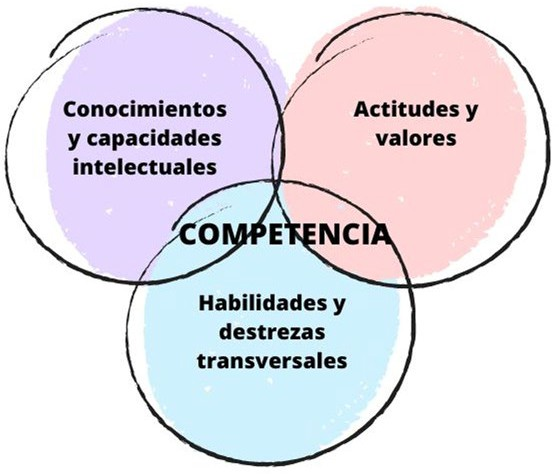 Conocimientos
y capacidades
intelectuales
Actitudes y
valores
COMPETENCIA
Habilidades y
destrezas
transversales